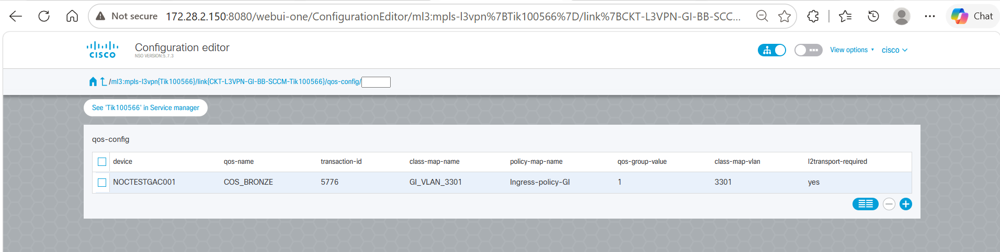 Not secure 172.28.2.150:8080/webui-one/ConfigurationEditor/ml3:mpls-l3vpn%7BTik100566%7D/link%7BCKT-L3VPN-GI-BB-SCC... Chat
CISCO Configuration editor
NSO VERSION:5.7.3
View options cisco
/ml3:mpls-l3vpn{Tik100566}/link{CKT-L3VPN-GI-BB-SCCM-Tik100566}/qos-config/
See 'Tik100566' in Service manager
qos-config
device qos-name transaction-id class-map-name policy-map-name qos-group-value class-map-vlan l2transport-required
NOCTESTGAC001 COS_BRONZE 5776 GI_VLAN_3301 Ingress-policy-GI 1 3301 yes